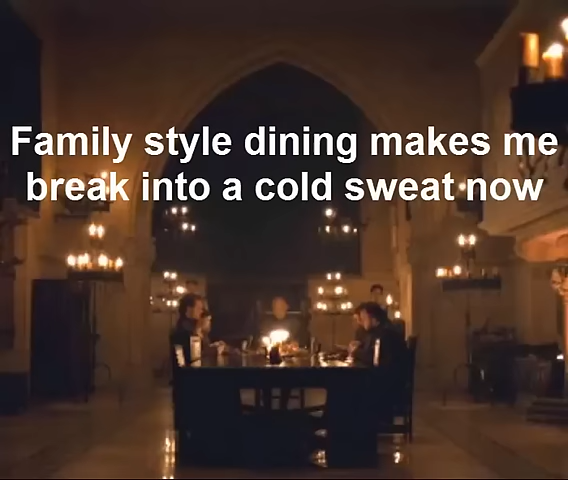 Family style dining makes me
break into a cold sweat now